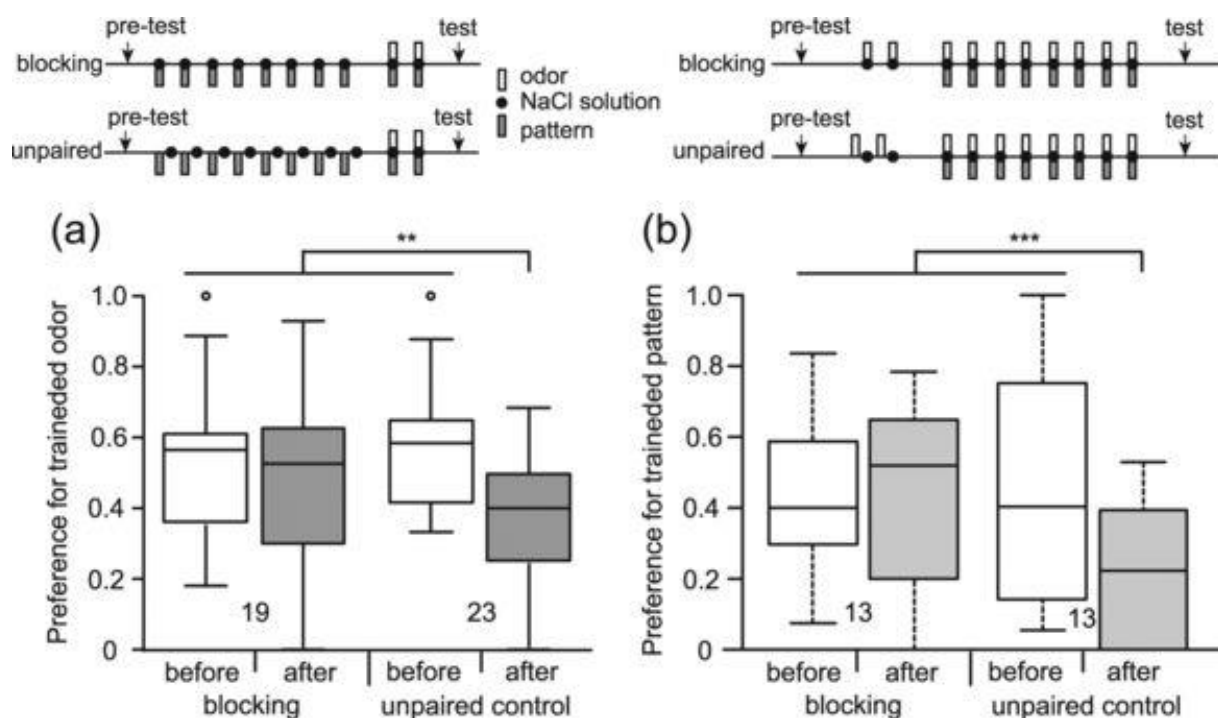 pre-test test
blocking
pre-test test
unpaired
odor
NaCl solution
pattern
pre-test test
blocking
pre-test test
unpaired
(a)
**
Preference for traineded odor
1.0
0.8
0.6
0.4
0.2
0
19 23
before after before after
blocking unpaired control
(b)
***
Preference for traineded pattern
1.0
0.8
0.6
0.4
0.2
0
13 13
before after before after
blocking unpaired control